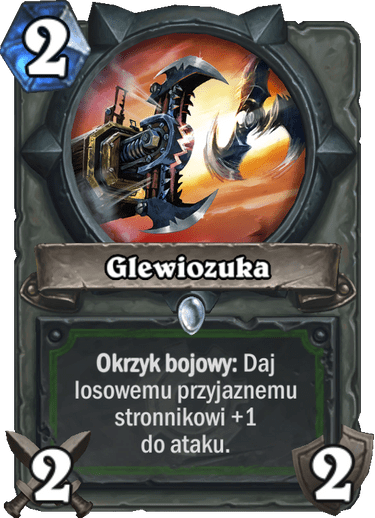 2
Glewiozuka
Okrzyk bojowy: Daj
losowemu przyjaznemu
stronnikowi +1
do ataku.
2
2